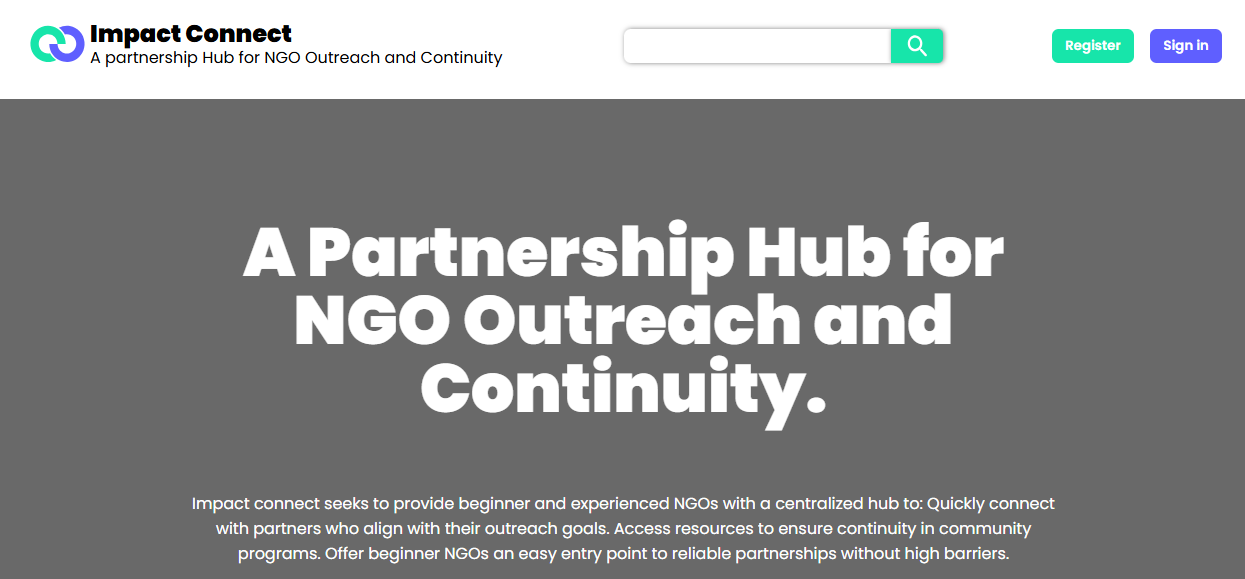 Impact Connect
A partnership Hub for NGO Outreach and Continuity
Register
Sign in
A Partnership Hub for
NGO Outreach and
Continuity.
Impact connect seeks to provide beginner and experienced NGOs with a centralized hub to: Quickly connect
with partners who align with their outreach goals. Access resources to ensure continuity in community
programs. Offer beginner NGOs an easy entry point to reliable partnerships without high barriers.